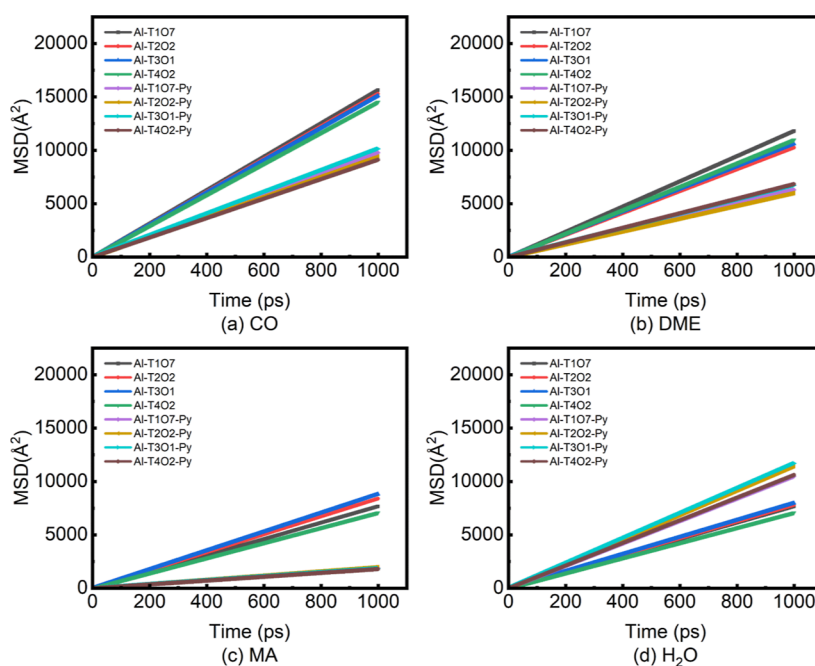 20000
15000
10000
5000
0
MSD(Å²)
Al-T1O7
Al-T2O2
Al-T3O1
Al-T4O2
Al-T1O7-Py
Al-T2O2-Py
Al-T3O1-Py
Al-T4O2-Py
0 200 400 600 800 1000
Time (ps)
(a) CO
20000
15000
10000
5000
0
MSD(Å²)
Al-T1O7
Al-T2O2
Al-T3O1
Al-T4O2
Al-T1O7-Py
Al-T2O2-Py
Al-T3O1-Py
Al-T4O2-Py
0 200 400 600 800 1000
Time (ps)
(b) DME
20000
15000
10000
5000
0
MSD(Å²)
Al-T1O7
Al-T2O2
Al-T3O1
Al-T4O2
Al-T1O7-Py
Al-T2O2-Py
Al-T3O1-Py
Al-T4O2-Py
0 200 400 600 800 1000
Time (ps)
(c) MA
20000
15000
10000
5000
0
MSD(Å²)
Al-T1O7
Al-T2O2
Al-T3O1
Al-T4O2
Al-T1O7-Py
Al-T2O2-Py
Al-T3O1-Py
Al-T4O2-Py
0 200 400 600 800 1000
Time (ps)
(d) H₂O